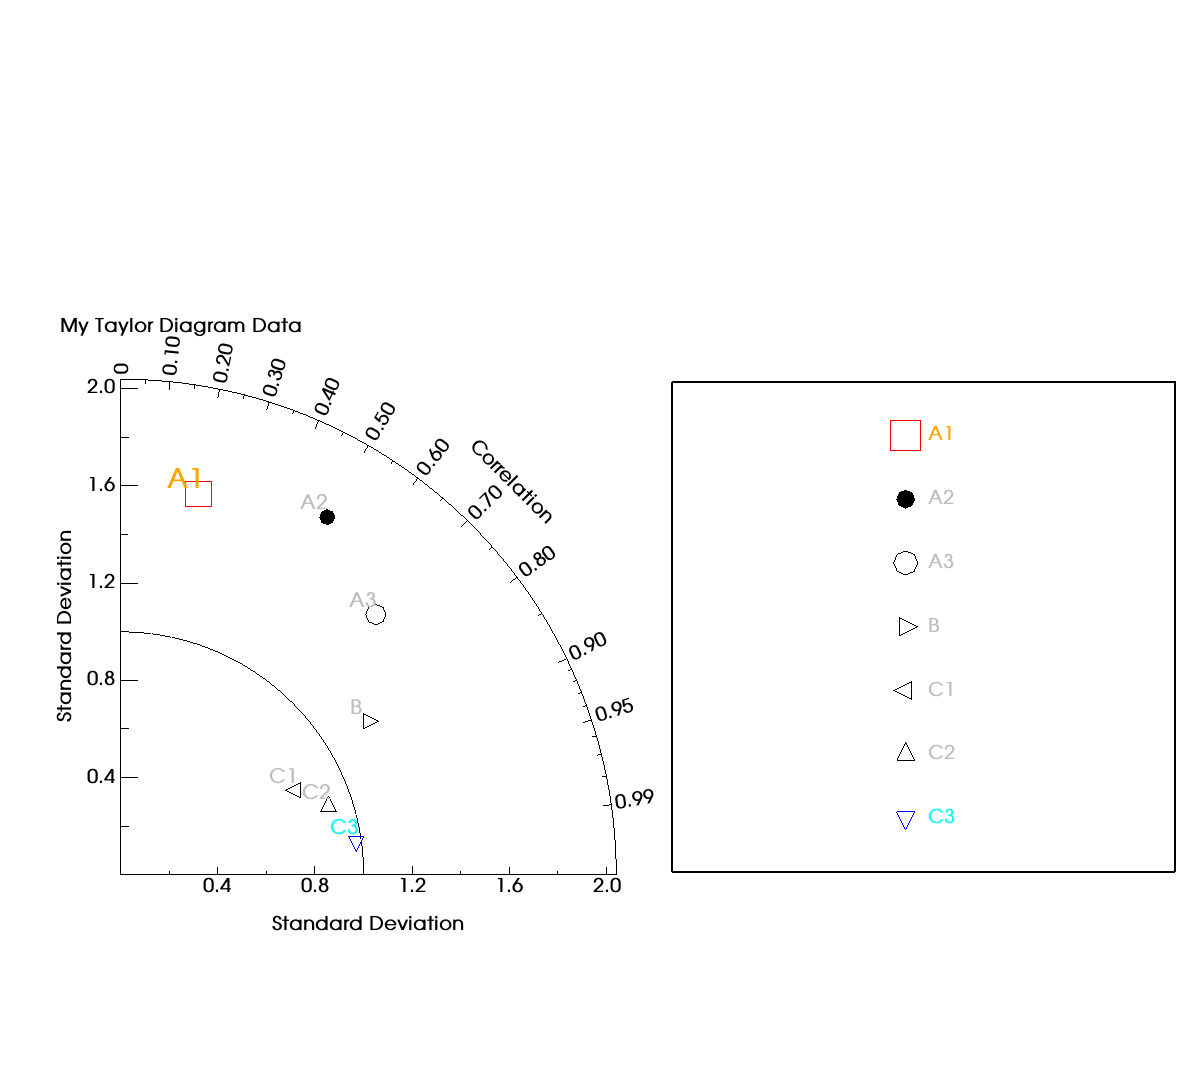 My Taylor Diagram Data
0
0.10
0.20
0.30
0.40
0.50
0.60
0.70
0.80
0.90
0.95
0.99
Correlation
2.0
1.6
1.2
0.8
0.4
Standard Deviation
A1
A2
A3
B
C1
C2
C3
0.4
0.8
1.2
1.6
2.0
Standard Deviation
A1
A2
A3
B
C1
C2
C3